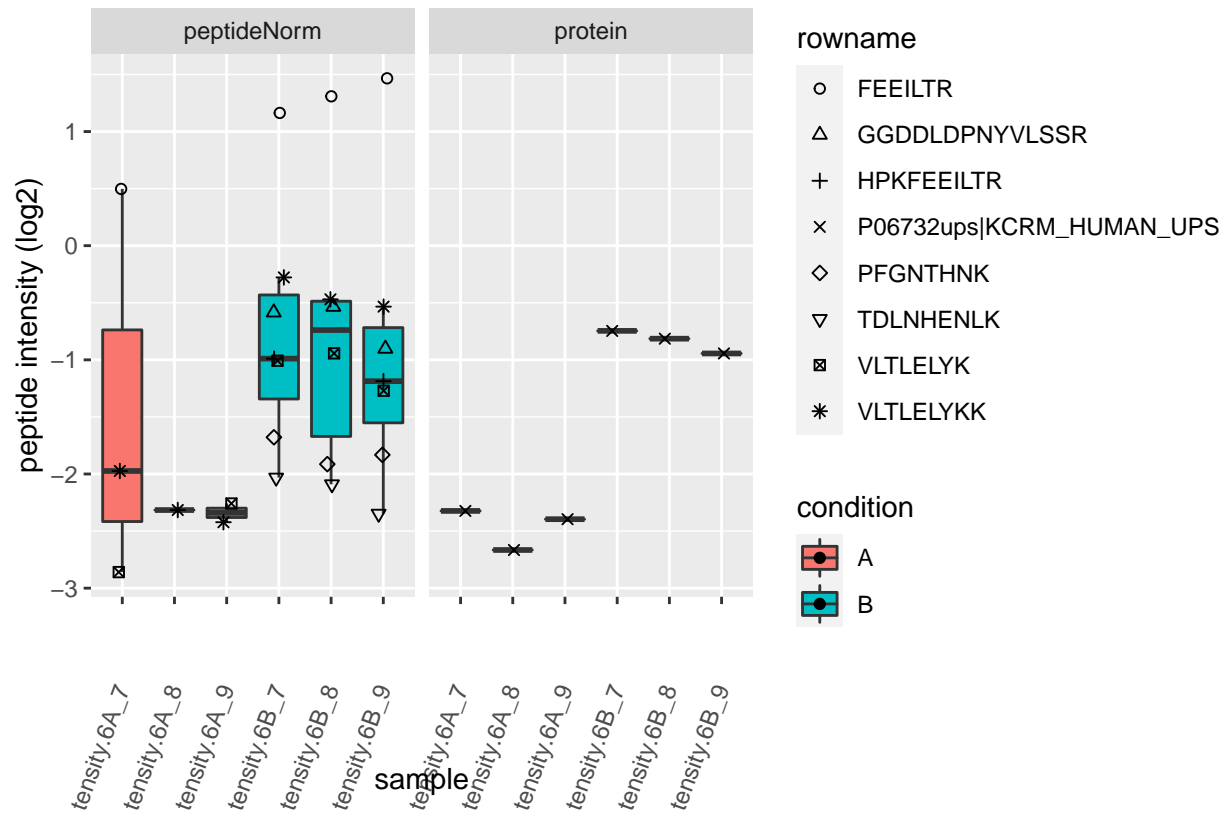 peptideNorm
protein
peptide intensity (log2)
1
0
−1
−2
−3
tensity.6A_7
tensity.6A_8
tensity.6A_9
tensity.6B_7
tensity.6B_8
tensity.6B_9
tensity.6A_7
tensity.6A_8
tensity.6A_9
tensity.6B_7
tensity.6B_8
tensity.6B_9
sample
rowname
FEEILTR
GGDDLDPNYVLSSR
HPKFEEILTR
P06732ups|KCRM_HUMAN_UPS
PFGNTHNK
TDLNHENLK
VLTLELYK
VLTLELYKK
condition
A
B